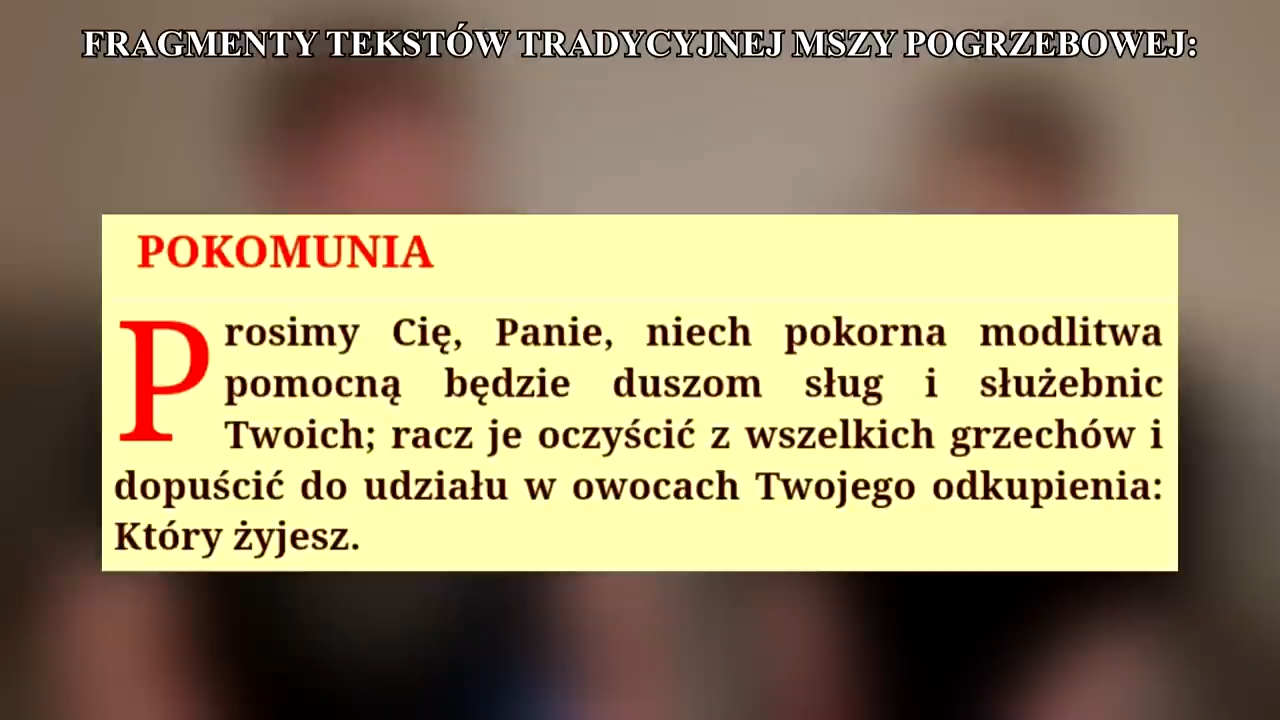 FRAGMENTY TEKSTÓW TRADYCYJNEJ MSZY POGRZEBOWEJ:
POKOMUNIA
Prosimy Cię, Panie, niech pokorna modlitwa
pomocną będzie duszom sług i służebnic
Twoich; racz je oczyścić z wszelkich grzechów i
dopuścić do udziału w owocach Twojego odkupienia:
Który żyjesz.